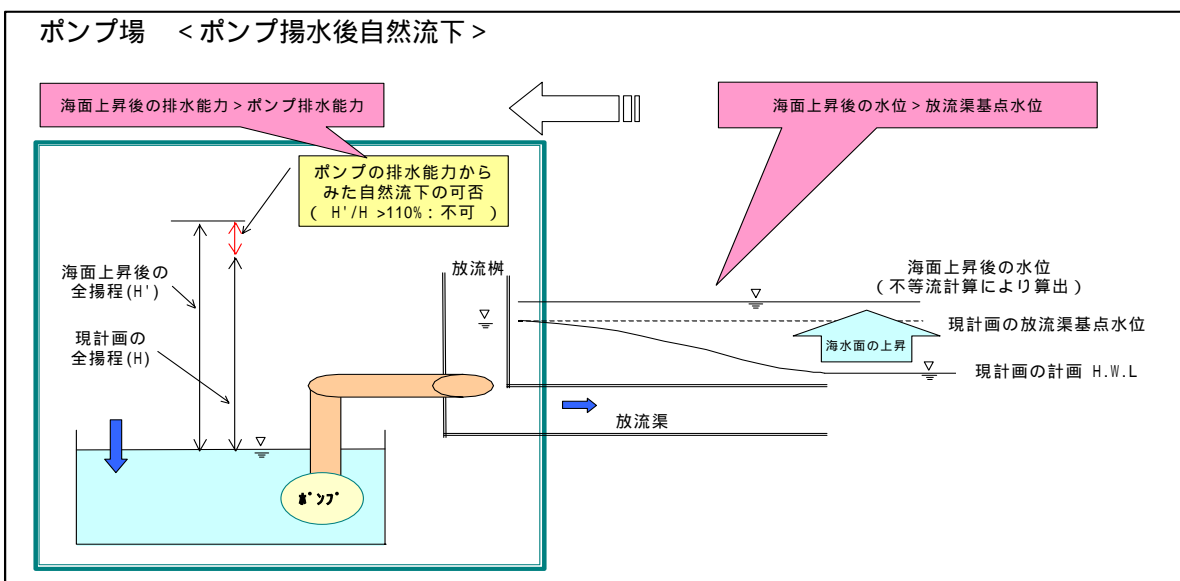 ポンプ場 <ポンプ揚水後自然流下>
海面上昇後の排水能力>ポンプ排水能力
海面上昇後の水位>放流渠基点水位
ポンプの排水能力から
みた自然流下の可否
( H'/H >110%:不可 )
海面上昇後の
全揚程(H')
現計画の
全揚程(H)
放流桝
海面上昇後の水位
(不等流計算により算出)
現計画の放流渠基点水位
海水面の上昇
現計画の計画 H.W.L
放流渠
ポンプ